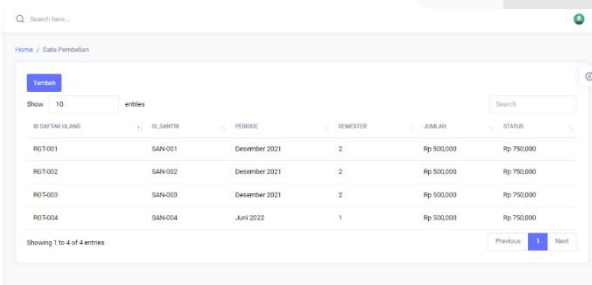 Search here...
Home / Data Pembelian
Tambah
Show 10 entries
Search
ID DAFTAR ULANG ID_SANTRI PERIODE SEMESTER JUMLAH STATUS
RGT-001 SAN-001 Desember 2021 2 Rp 500,000 Rp 750,000
RGT-002 SAN-002 Desember 2021 2 Rp 500,000 Rp 750,000
RGT-003 SAN-003 Desember 2021 2 Rp 500,000 Rp 750,000
RGT-004 SAN-004 Juni 2022 1 Rp 500,000 Rp 750,000
Showing 1 to 4 of 4 entries
Previous 1 Next